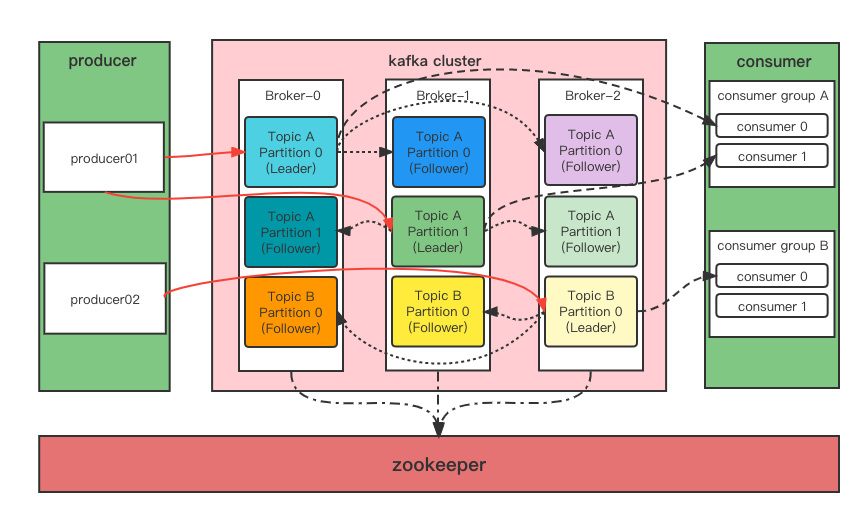 producer
producer01
producer02
kafka cluster
Broker-0
Topic A
Partition 0
(Leader)
Topic A
Partition 1
(Follower)
Topic B
Partition 0
(Follower)
Broker-1
Topic A
Partition 0
(Follower)
Topic A
Partition 1
(Leader)
Topic B
Partition 0
(Follower)
Broker-2
Topic A
Partition 0
(Follower)
Topic A
Partition 1
(Follower)
Topic B
Partition 0
(Leader)
consumer
consumer group A
consumer 0
consumer 1
consumer group B
consumer 0
consumer 1
zookeeper